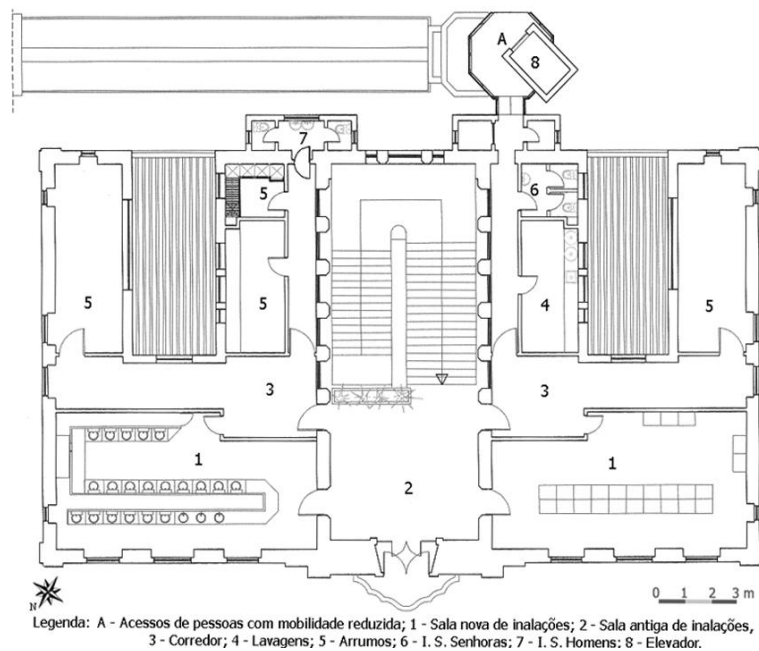 A
8
7
5
6
5
4
5
5
3
3
1
1
2
N
0 1 2 3 m
Legenda: A - Acessos de pessoas com mobilidade reduzida; 1 - Sala nova de inalações; 2 - Sala antiga de inalações,
3 - Corredor; 4 - Lavagens; 5 - Arrumos; 6 - I. S. Senhoras; 7 - I. S. Homens; 8 - Elevador.